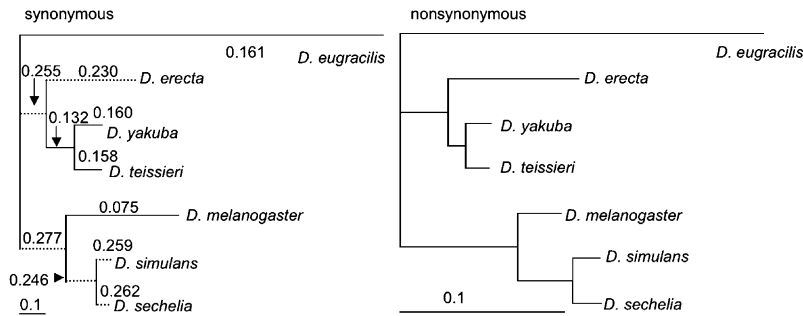 synonymous
0.161
D. eugracilis
0.255
0.230
D. erecta
0.132
0.160
D. yakuba
0.158
D. teissieri
0.075
D. melanogaster
0.277
0.259
D. simulans
0.246
0.262
D. sechelia
0.1
nonsynonymous
D. eugracilis
D. erecta
D. yakuba
D. teissieri
D. melanogaster
D. simulans
D. sechelia
0.1